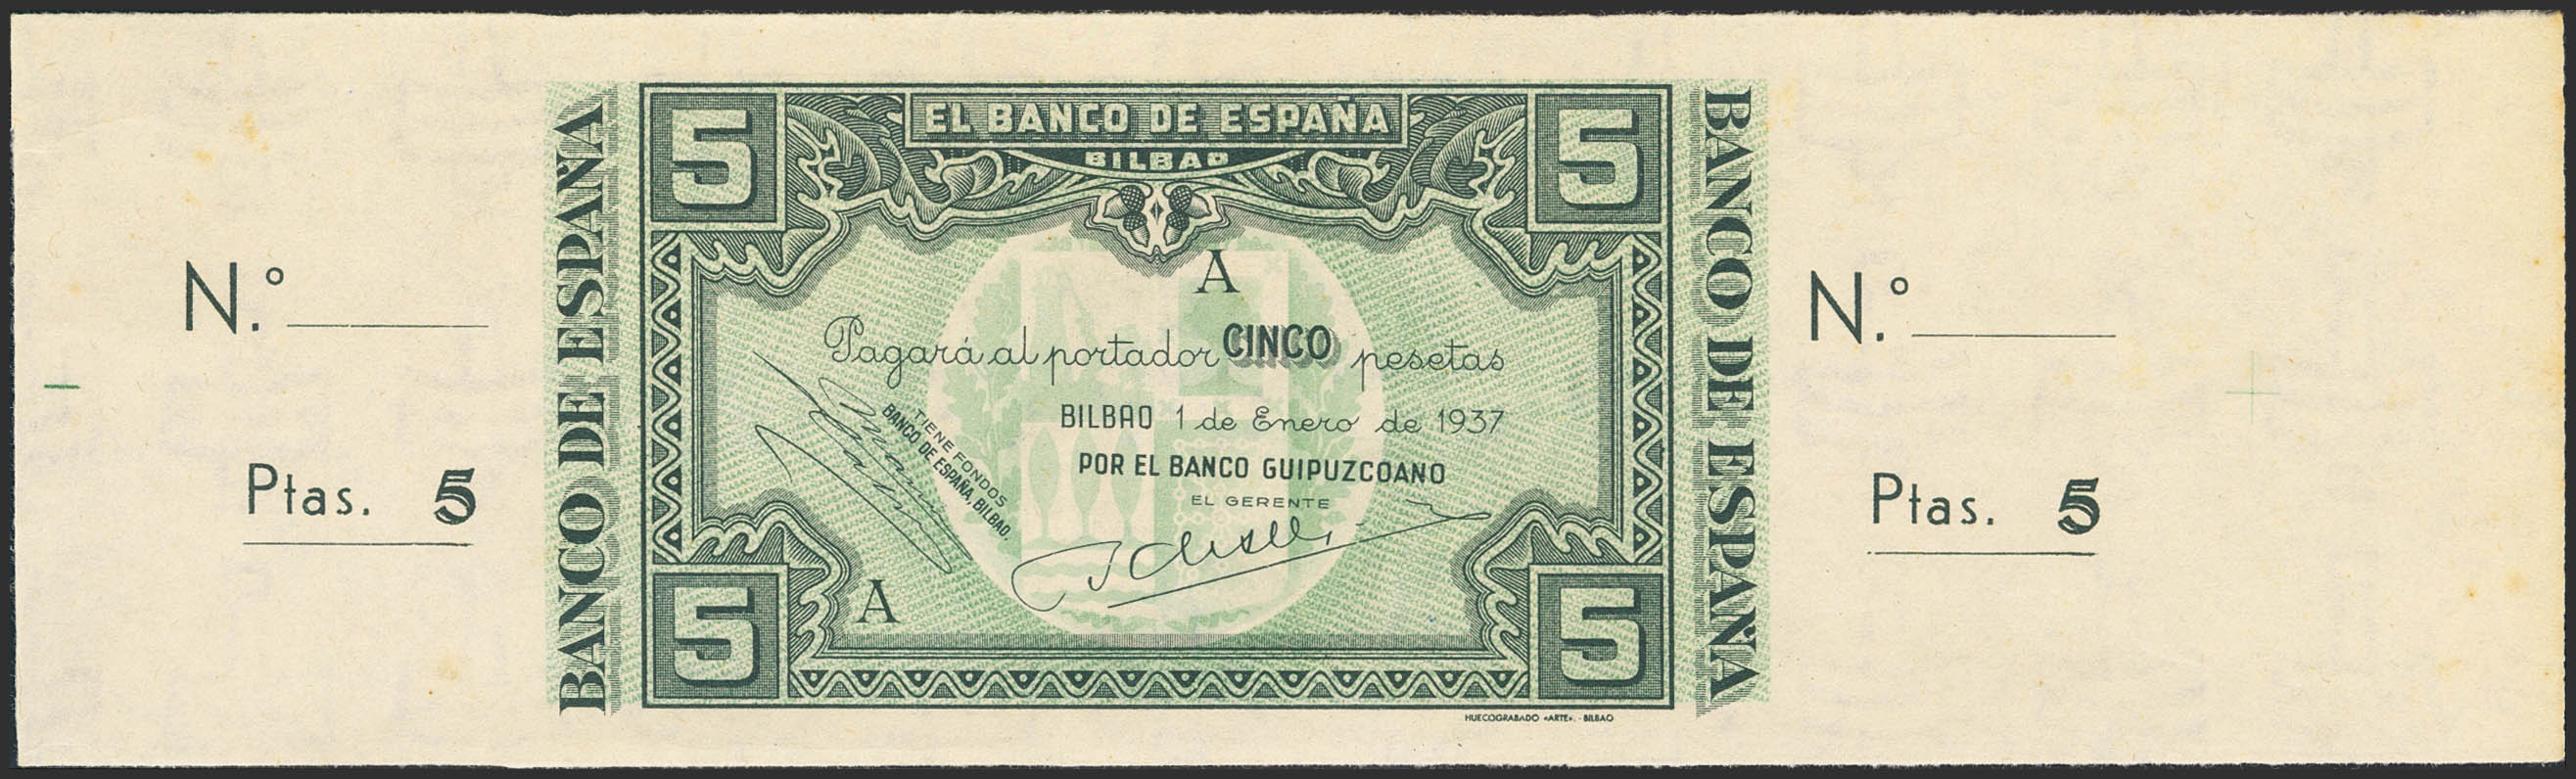 N.º
Ptas. 5
BANCO DE ESPAÑA
5
5
EL BANCO DE ESPAÑA
BILBAO
A
Pagará al portador CINCO pesetas
BILBAO 1 de Enero de 1937
POR EL BANCO GUIPUZCOANO
EL GERENTE
TIENE FONDOS
BANCO DE ESPAÑA, BILBAO.
A
5
5
HUECOGRABADO «ARTE». - BILBAO
BANCO DE ESPAÑA
N.º
Ptas. 5